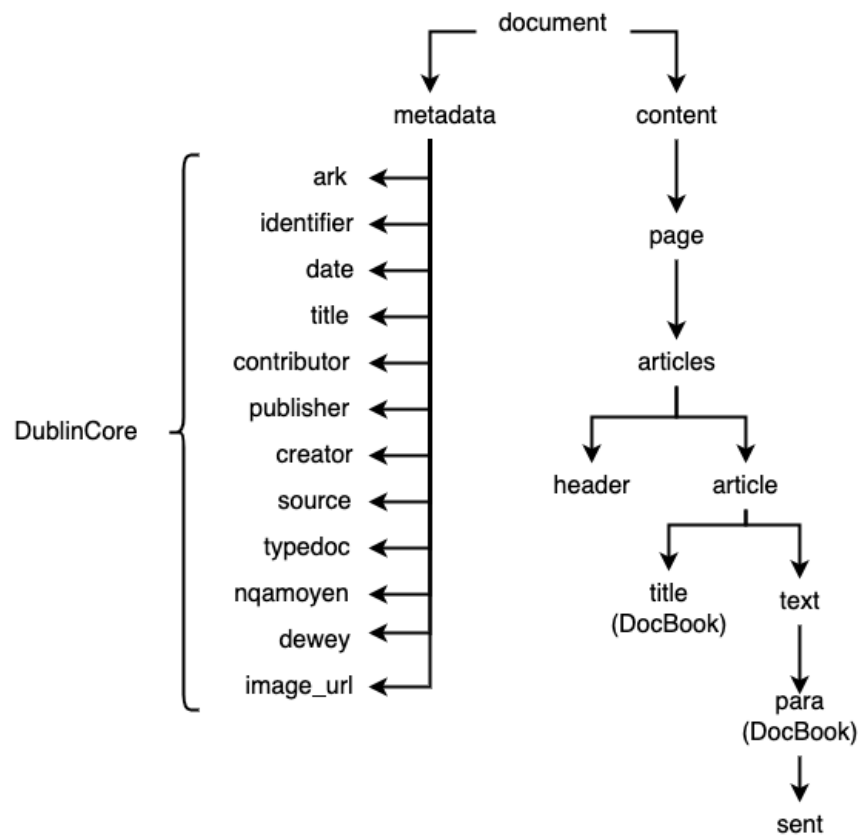 document
metadata
content
ark
identifier
date
title
contributor
publisher
creator
source
typedoc
nqamoyen
dewey
image_url
DublinCore
page
articles
header
article
title
(DocBook)
text
para
(DocBook)
sent